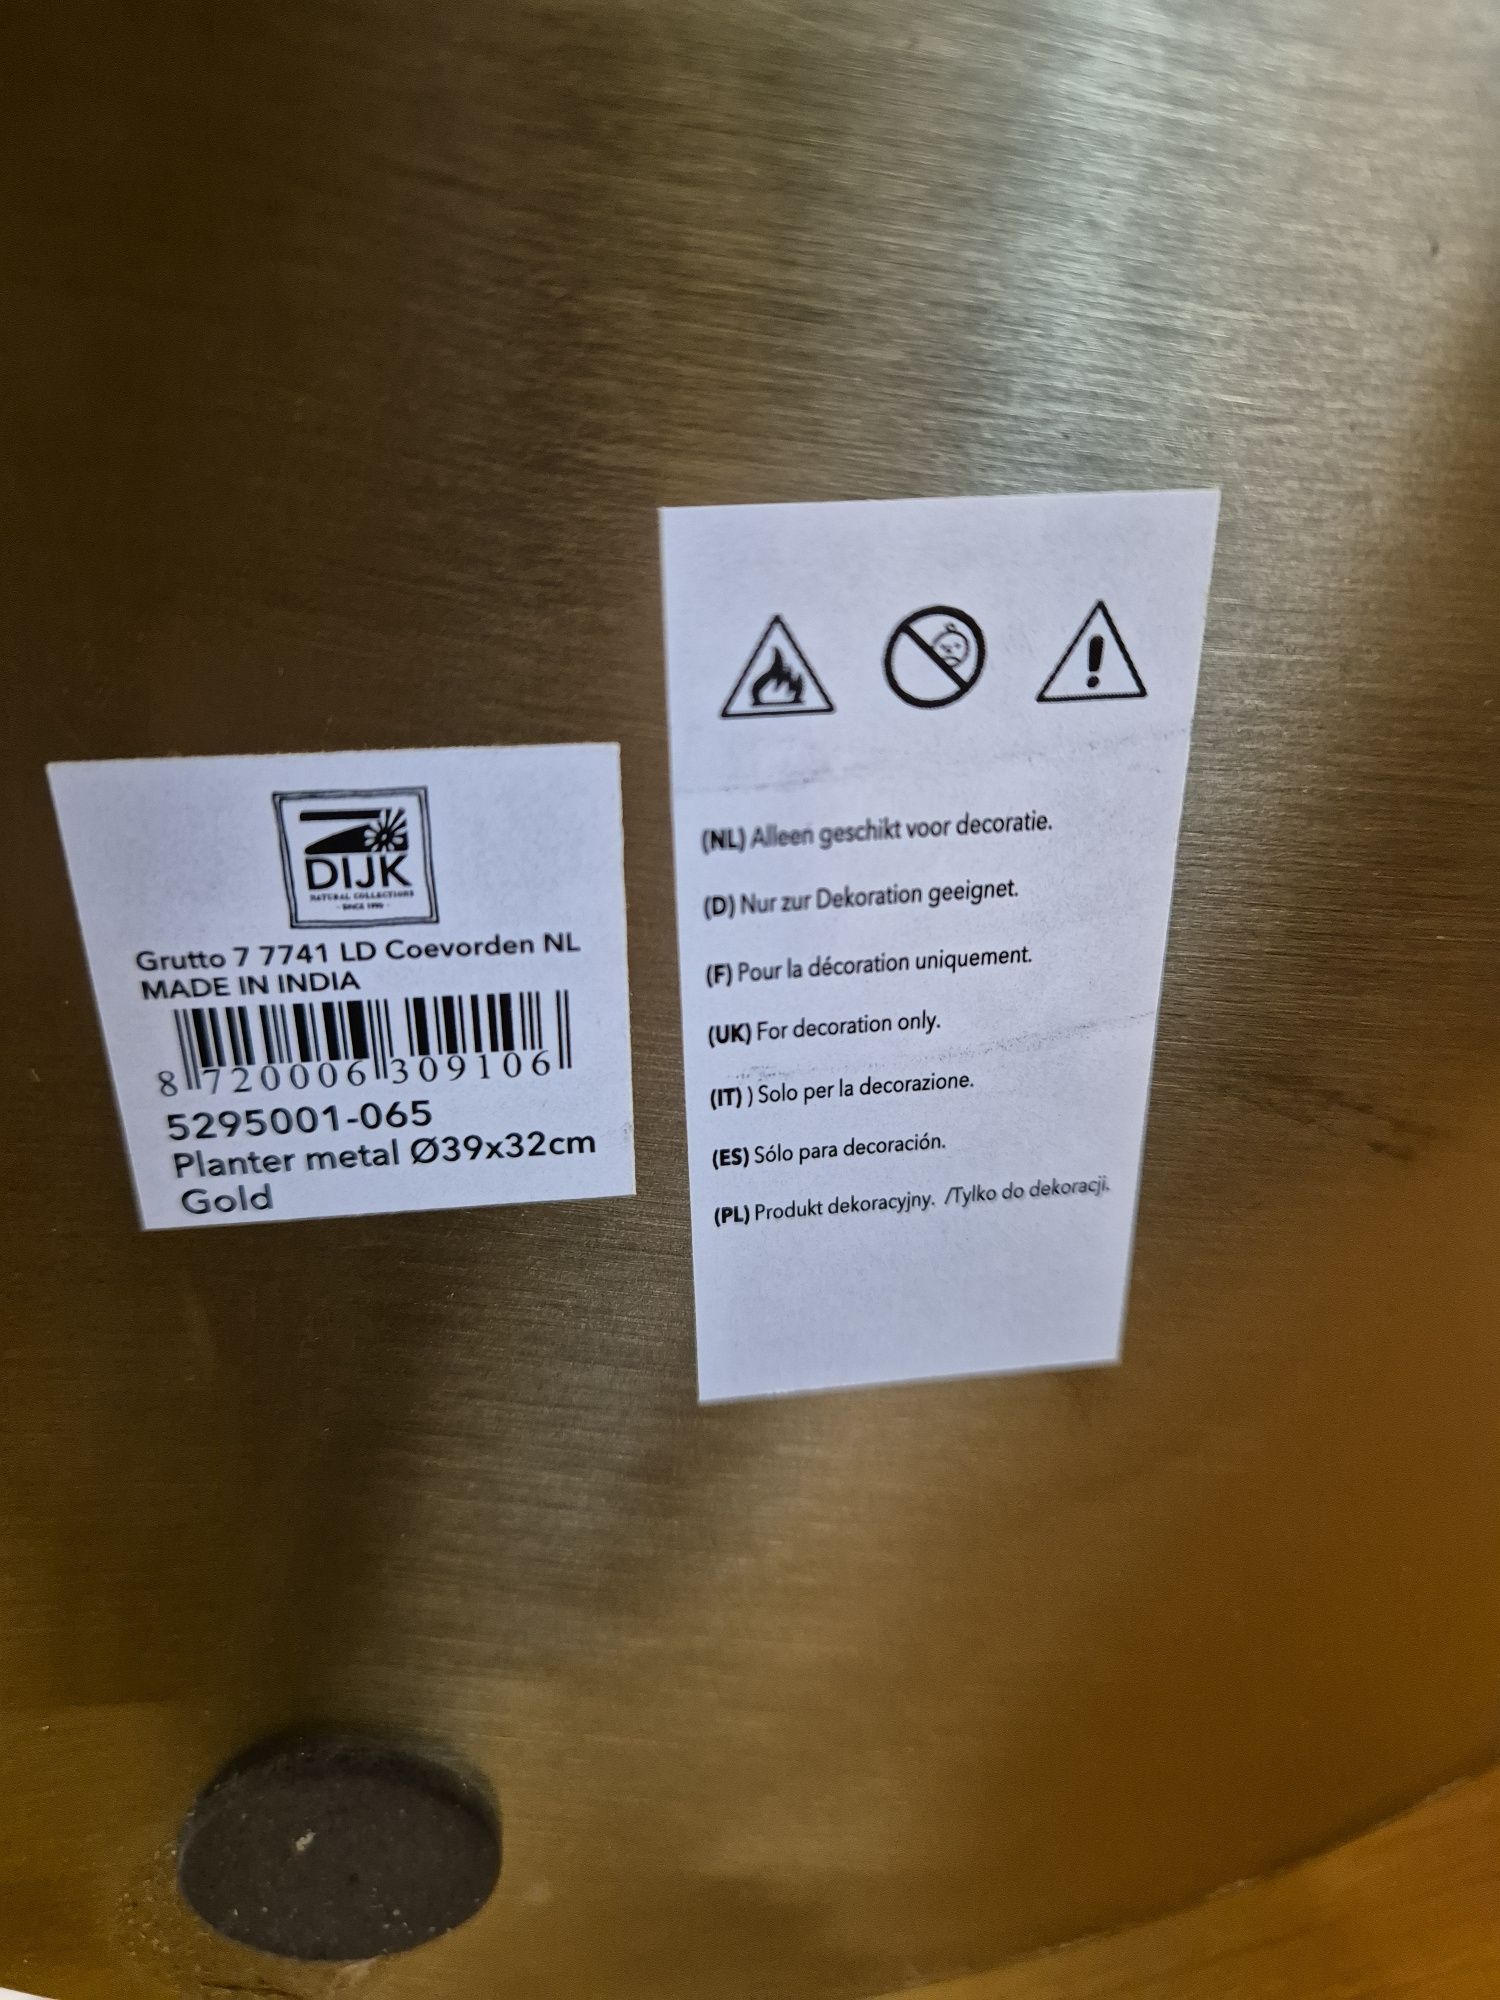 DIJK
NATURAL COLLECTIONS
- SINCE 1990 -
Grutto 7 7741 LD Coevorden NL
MADE IN INDIA
8 720006 309106
5295001-065
Planter metal Ø39x32cm
Gold
(NL) Alleen geschikt voor decoratie.
(D) Nur zur Dekoration geeignet.
(F) Pour la décoration uniquement.
(UK) For decoration only.
(IT) ) Solo per la decorazione.
(ES) Sólo para decoración.
(PL) Produkt dekoracyjny. /Tylko do dekoracji.